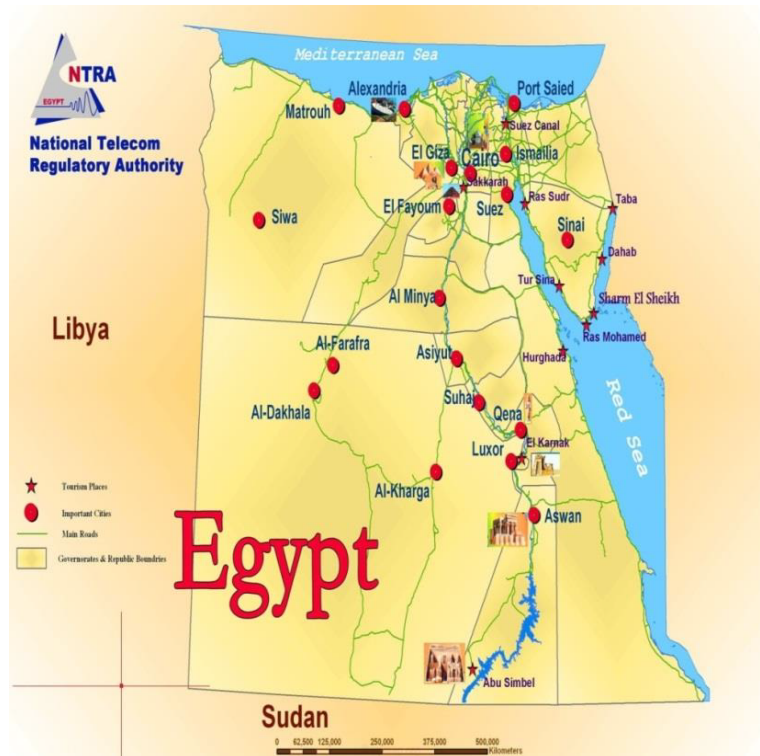 NTRA
EGYPT
National Telecom
Regulatory Authority
Mediterranean Sea
Alexandria
Port Saied
Matrouh
Suez Canal
El Giza
Cairo
Ismailia
Sakkarah
El Fayoum
Suez
Ras Sudr
Taba
Siwa
Sinai
Dahab
Tur Sina
Al Minya
Sharm El Sheikh
Libya
Ras Mohamed
Al-Farafra
Asiyut
Hurghada
Al-Dakhala
Suhaj
Qena
Red Sea
El Karnak
Luxor
Al-Kharga
Tourism Places
Important Cities
Main Roads
Governorates & Republic Boundries
Egypt
Aswan
Abu Simbel
Sudan
0 62,500 125,000 250,000 375,000 500,000
Kilometers